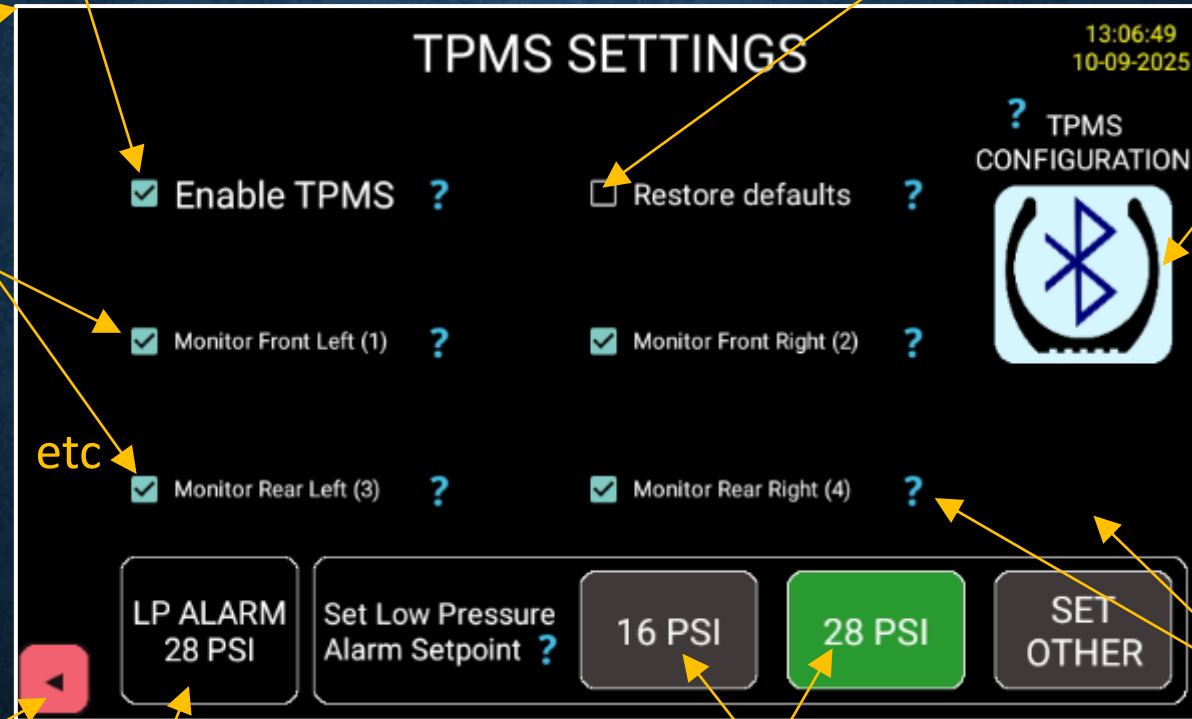 TPMS SETTINGS
13:06:49
10-09-2025
? TPMS
CONFIGURATION
Enable TPMS ?
Restore defaults ?
Monitor Front Left (1) ?
Monitor Front Right (2) ?
etc
Monitor Rear Left (3) ?
Monitor Rear Right (4) ?
LP ALARM
28 PSI
Set Low Pressure
Alarm Setpoint ?
16 PSI
28 PSI
SET
OTHER